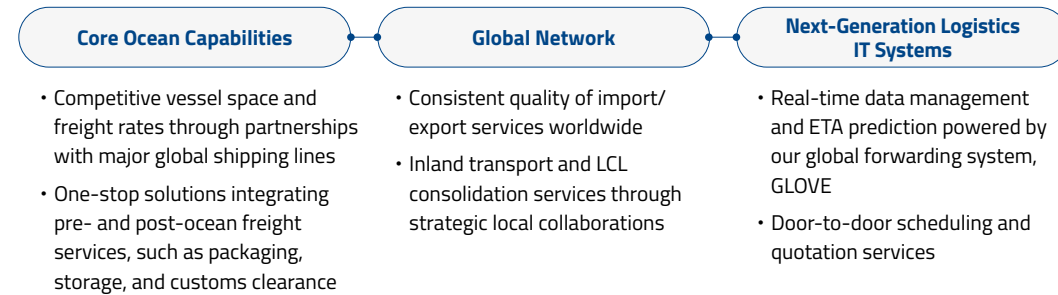 Core Ocean Capabilities
• Competitive vessel space and
freight rates through partnerships
with major global shipping lines
• One-stop solutions integrating
pre- and post-ocean freight
services, such as packaging,
storage, and customs clearance
Global Network
• Consistent quality of import/
export services worldwide
• Inland transport and LCL
consolidation services through
strategic local collaborations
Next-Generation Logistics
IT Systems
• Real-time data management
and ETA prediction powered by
our global forwarding system,
GLOVE
• Door-to-door scheduling and
quotation services